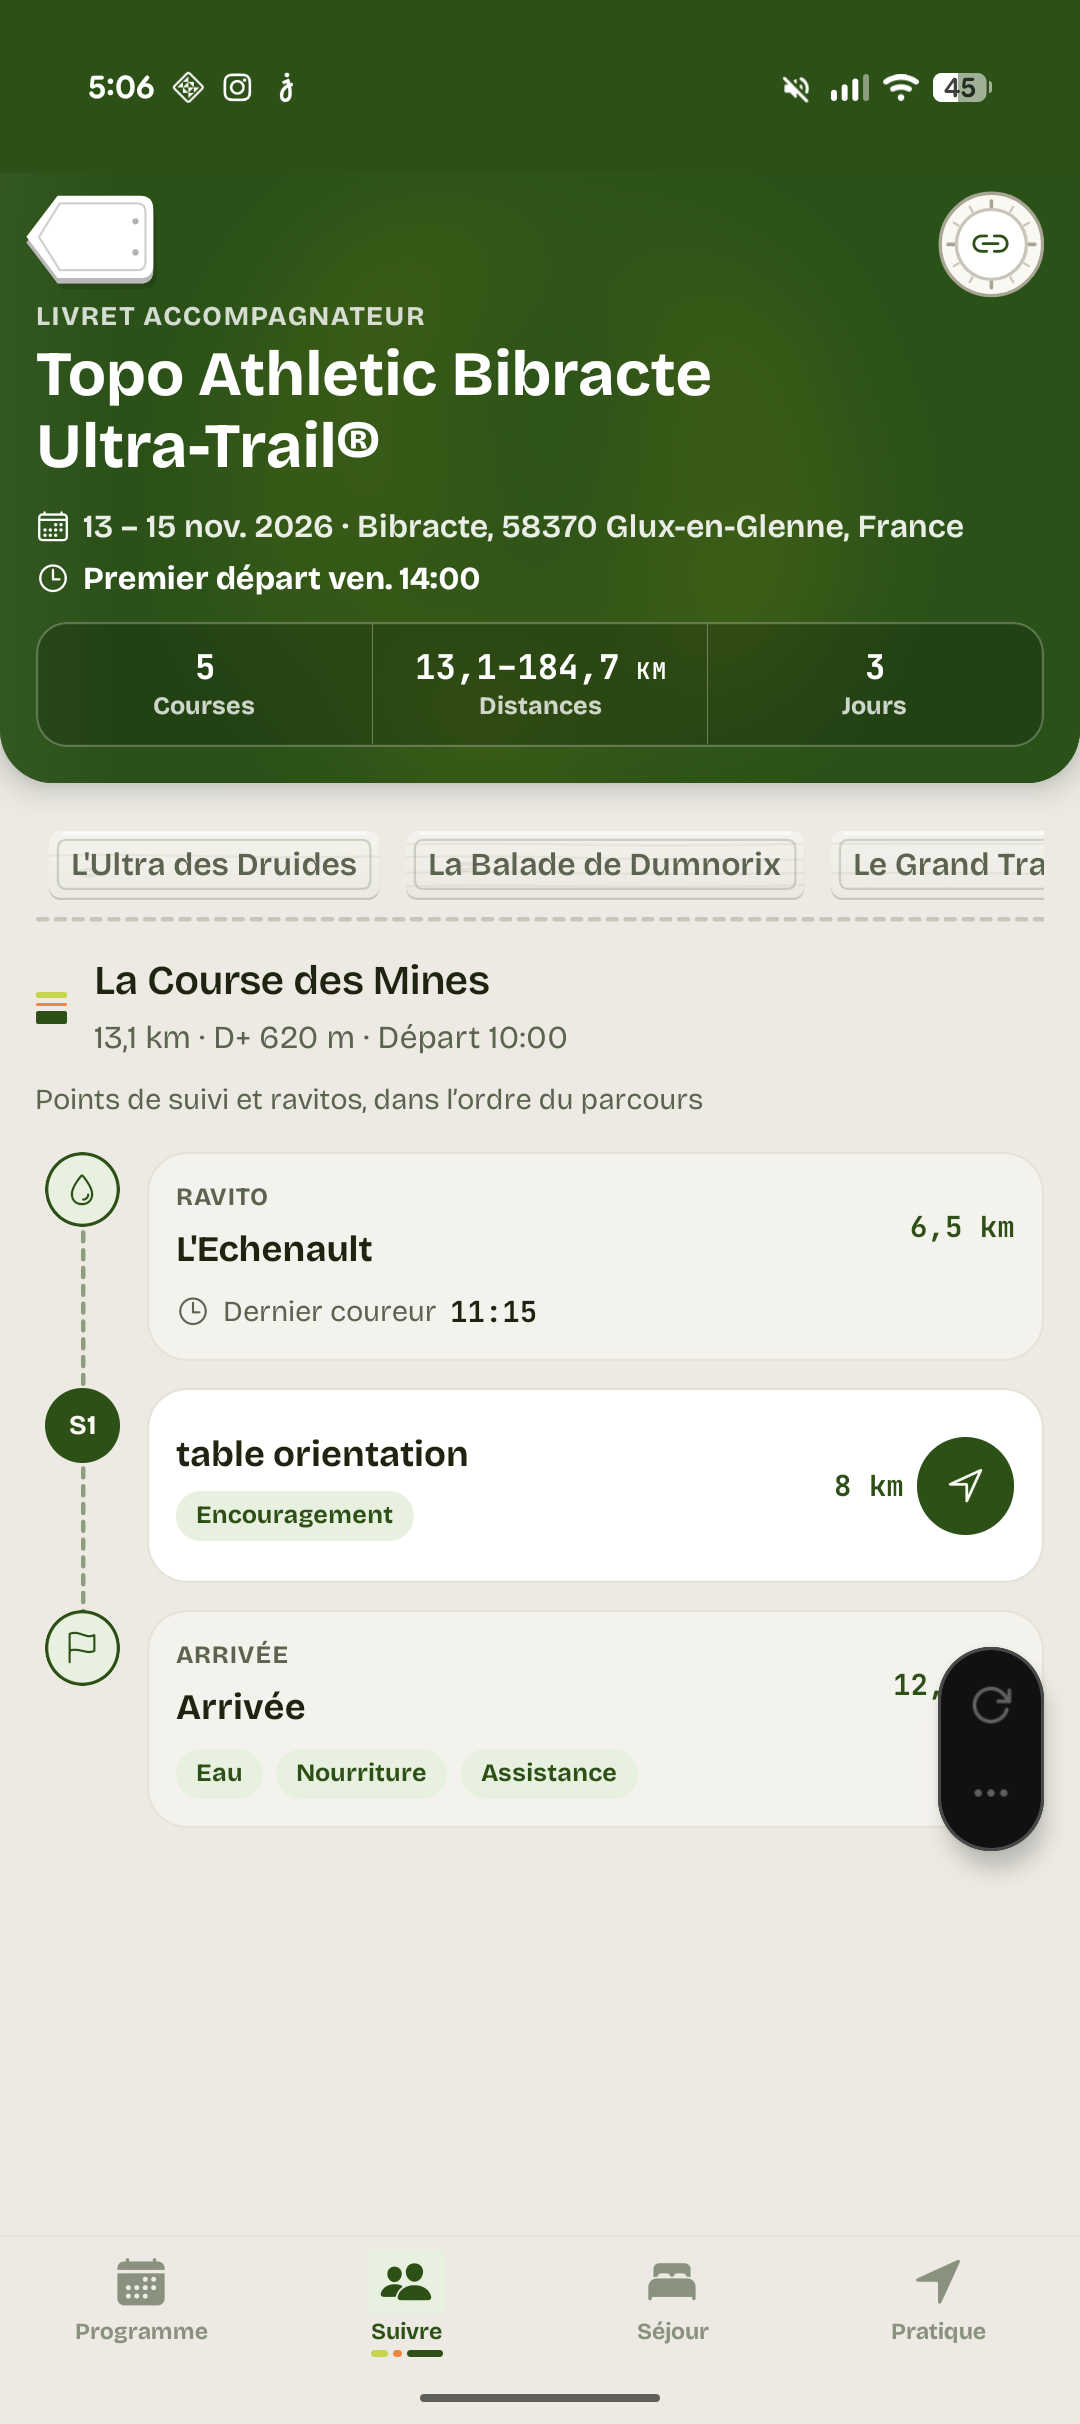 5:06
45
LIVRET ACCOMPAGNATEUR
Topo Athletic Bibracte
Ultra-Trail®
13 – 15 nov. 2026 · Bibracte, 58370 Glux-en-Glenne, France
Premier départ ven. 14:00
5
Courses
13,1–184,7 KM
Distances
3
Jours
L'Ultra des Druides
La Balade de Dumnorix
Le Grand Tra
La Course des Mines
13,1 km · D+ 620 m · Départ 10:00
Points de suivi et ravitos, dans l’ordre du parcours
RAVITO
L'Echenault
6,5 km
Dernier coureur 11:15
S1
table orientation
8 km
Encouragement
ARRIVÉE
Arrivée
12,
Eau
Nourriture
Assistance
Programme
Suivre
Séjour
Pratique